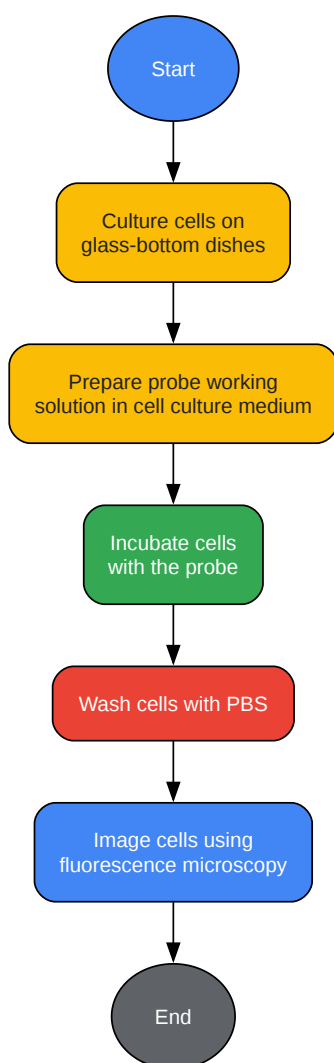 Start
Culture cells on
glass-bottom dishes
Prepare probe working
solution in cell culture medium
Incubate cells
with the probe
Wash cells with PBS
Image cells using
fluorescence microscopy
End